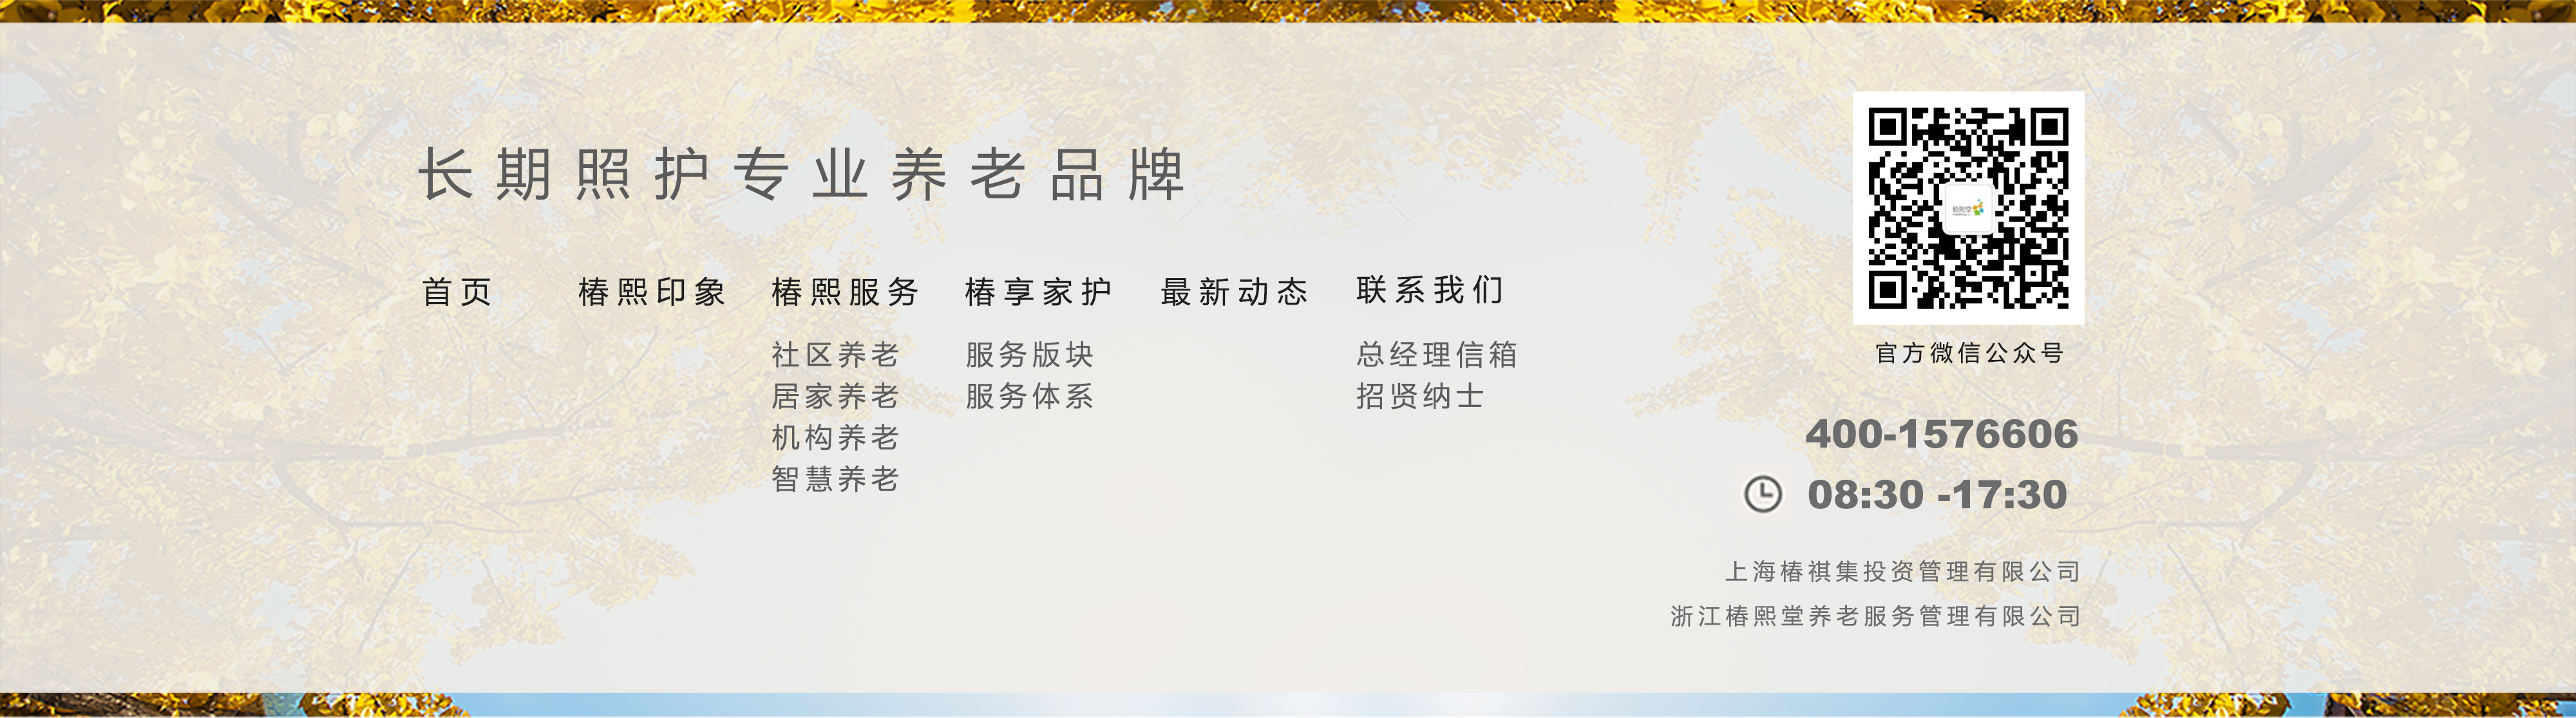 长期照护专业养老品牌
首页 椿熙印象 椿熙服务 椿享家护 最新动态 联系我们
社区养老 服务版块 总经理信箱
居家养老 服务体系 招贤纳士
机构养老
智慧养老
椿熙堂
官方微信公众号
400-1576606
08:30 -17:30
上海椿祺集投资管理有限公司
浙江椿熙堂养老服务管理有限公司